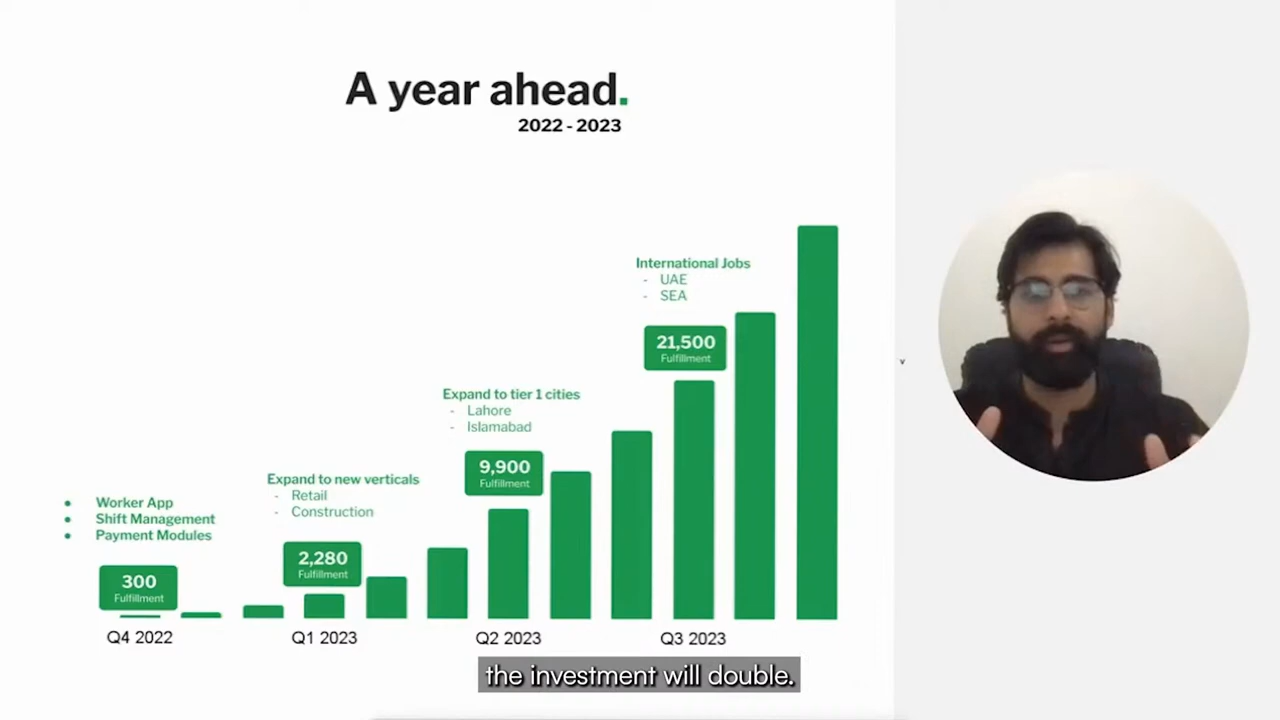 A year ahead.
2022 - 2023
International Jobs
- UAE
- SEA
21,500
Fulfillment
Expand to tier 1 cities
- Lahore
- Islamabad
9,900
Fulfillment
Expand to new verticals
- Retail
- Construction
2,280
Fulfillment
• Worker App
• Shift Management
• Payment Modules
300
Fulfillment
Q4 2022
Q1 2023
Q2 2023
Q3 2023
the investment will double.